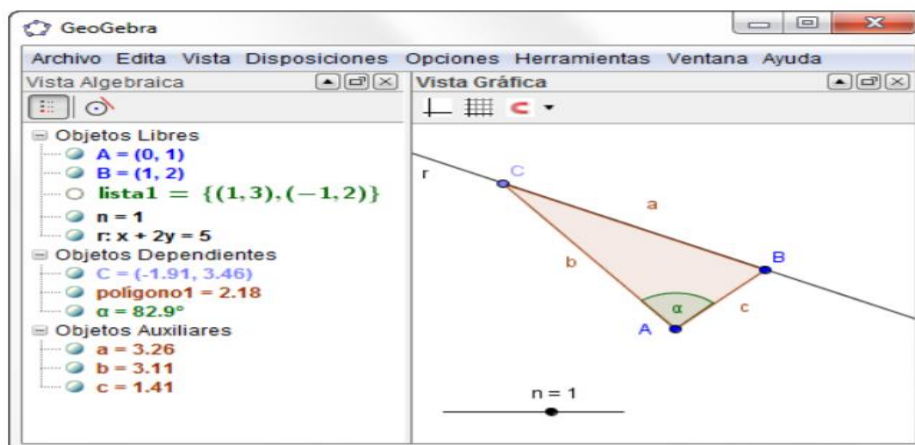 GeoGebra
Archivo Edita Vista Disposiciones Opciones Herramientas Ventana Ayuda
Vista Algebraica
Objetos Libres
A = (0, 1)
B = (1, 2)
lista1 = {(1,3),(−1,2)}
n = 1
r: x + 2y = 5
Objetos Dependientes
C = (-1.91, 3.46)
polígono1 = 2.18
α = 82.9º
Objetos Auxiliares
a = 3.26
b = 3.11
c = 1.41
Vista Gráfica
r
C
a
B
b
α
c
A
n = 1